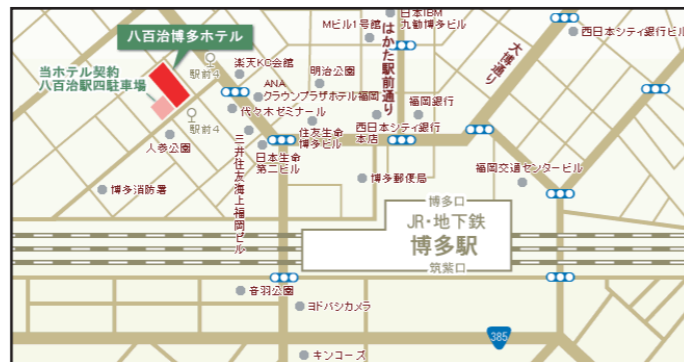 八百治博多ホテル
当ホテル契約
八百治駅四駐車場
駅前4
駅前4
人参公園
博多消防署
楽天KC会館
ANA
クラウンプラザホテル福岡
明治公園
代々木ゼミナール
三井住友海上福岡ビル
日本生命
第二ビル
住友生命
博多ビル
Mビル1号館
日本IBM
九勧博多ビル
はかた駅前通り
福岡銀行
西日本シティ銀行
本店
大博通り
西日本シティ銀行ビル
福岡交通センタービル
博多郵便局
博多口
JR・地下鉄
博多駅
筑紫口
音羽公園
ヨドバシカメラ
キンコーズ
385